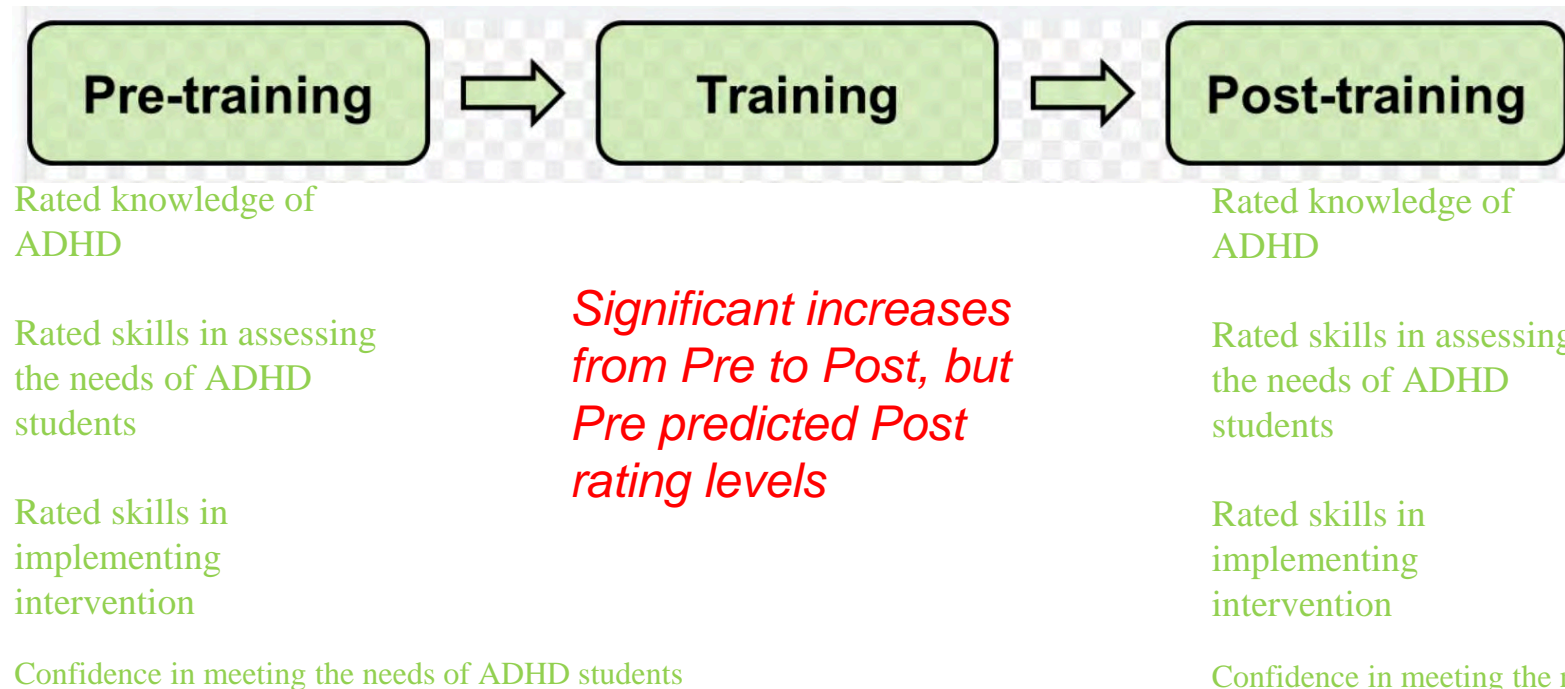 Pre-training
Training
Post-training
Rated knowledge of
ADHD
Rated skills in assessing
the needs of ADHD
students
Rated skills in
implementing
intervention
Confidence in meeting the needs of ADHD students
Significant increases
from Pre to Post, but
Pre predicted Post
rating levels
Rated knowledge of
ADHD
Rated skills in assessing
the needs of ADHD
students
Rated skills in
implementing
intervention
Confidence in meeting the